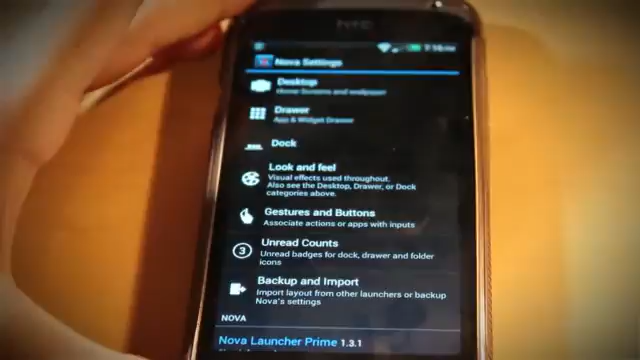 hTC
Nova Settings
Desktop
Home Screens and wallpaper
Drawer
App & Widget Drawer
Dock
Look and feel
Visual effects used throughout.
Also see the Desktop, Drawer, or Dock
categories above.
Gestures and Buttons
Associate actions or apps with inputs
3
Unread Counts
Unread badges for dock, drawer and folder
icons
Backup and Import
Import layout from other launchers or backup
Nova's settings
NOVA
Nova Launcher Prime 1.3.1